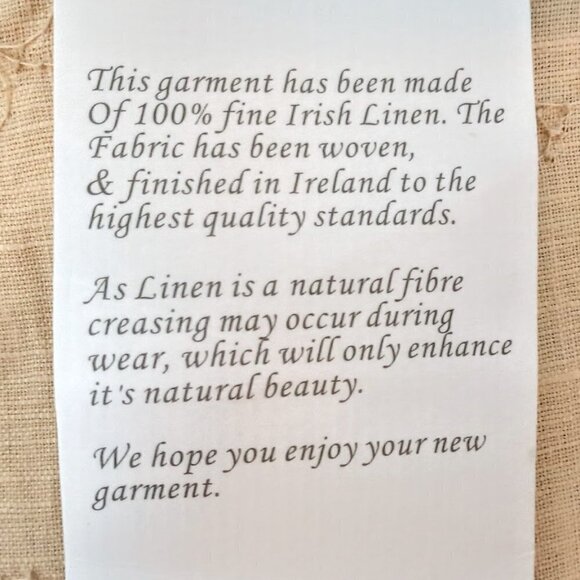 This garment has been made
Of 100% fine Irish Linen. The
Fabric has been woven,
& finished in Ireland to the
highest quality standards.
As Linen is a natural fibre
creasing may occur during
wear, which will only enhance
it's natural beauty.
We hope you enjoy your new
garment.